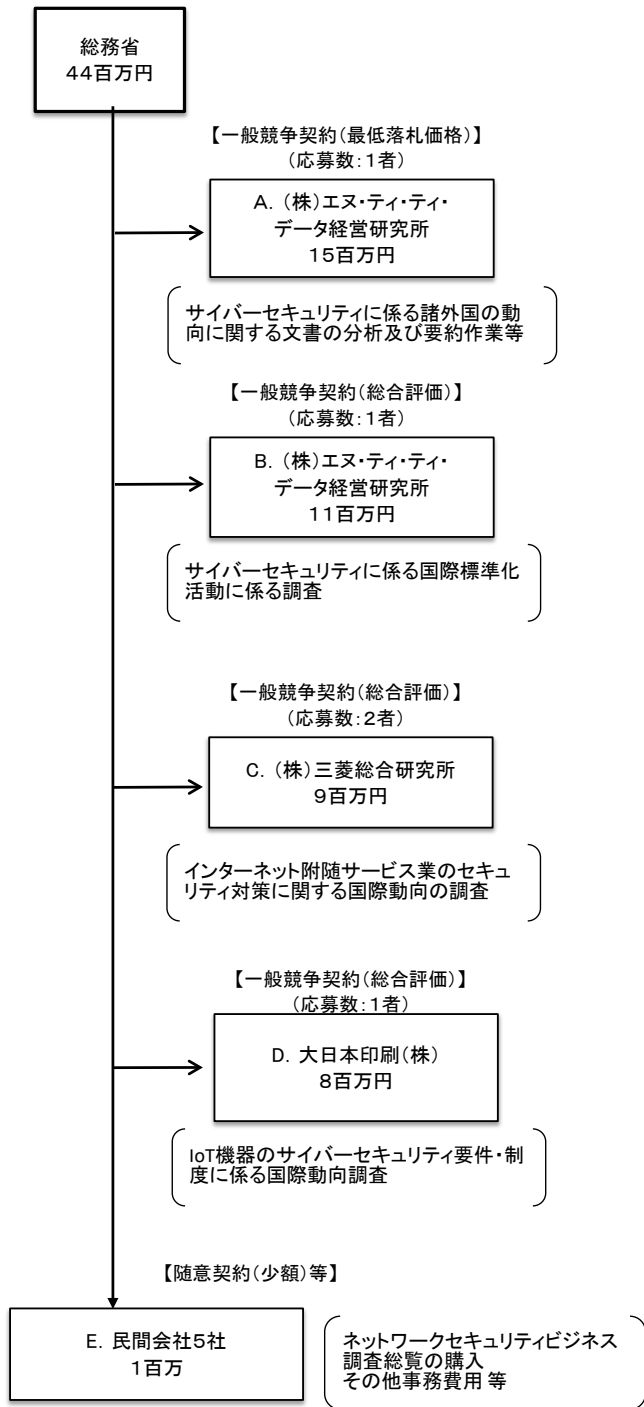 総務省
44百万円
【一般競争契約(最低落札価格)】
(応募数:1者)
A. (株)エヌ・ティ・ティ・
データ経営研究所
15百万円
サイバーセキュリティに係る諸外国の動
向に関する文書の分析及び要約作業等
【一般競争契約(総合評価)】
(応募数:1者)
B. (株)エヌ・ティ・ティ・
データ経営研究所
11百万円
サイバーセキュリティに係る国際標準化
活動に係る調査
【一般競争契約(総合評価)】
(応募数:2者)
C. (株)三菱総合研究所
9百万円
インターネット附随サービス業のセキュ
リティ対策に関する国際動向の調査
【一般競争契約(総合評価)】
(応募数:1者)
D. 大日本印刷(株)
8百万円
IoT機器のサイバーセキュリティ要件・制
度に係る国際動向調査
【随意契約(少額)等】
E. 民間会社5社
1百万
ネットワークセキュリティビジネス
調査総覧の購入
その他事務費用 等